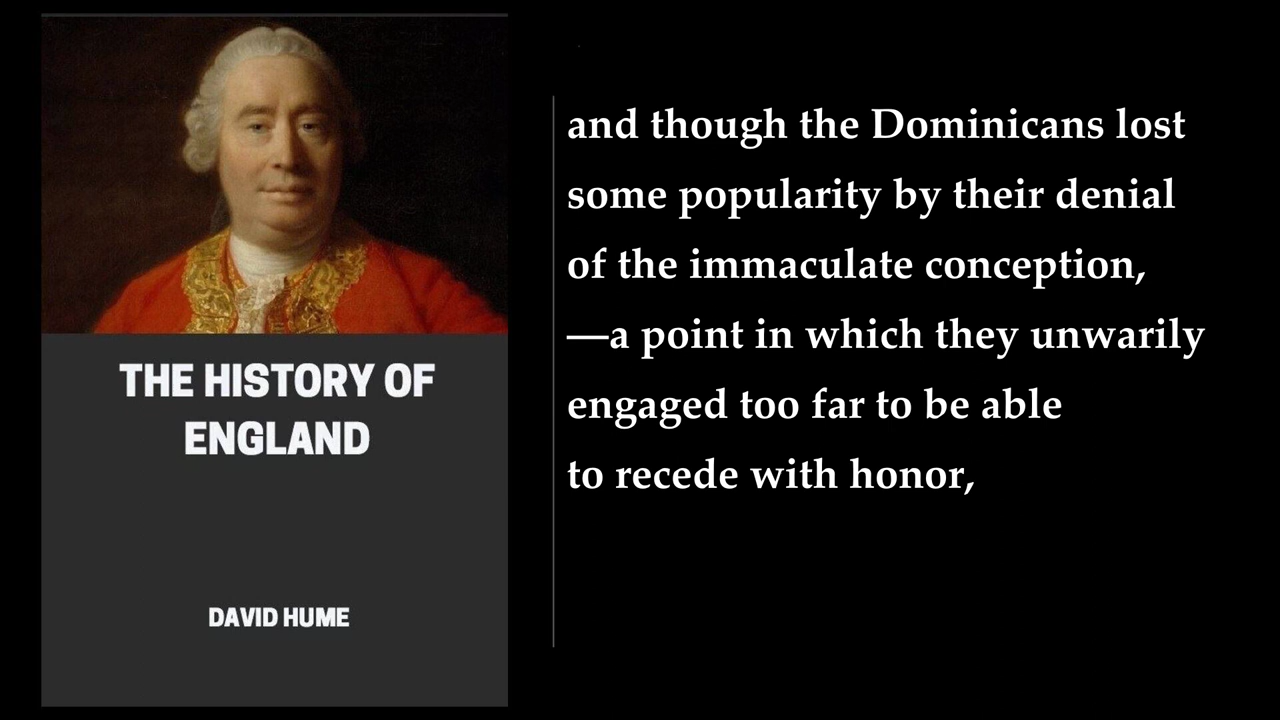 THE HISTORY OF
ENGLAND
DAVID HUME
and though the Dominicans lost
some popularity by their denial
of the immaculate conception,
—a point in which they unwarily
engaged too far to be able
to recede with honor,